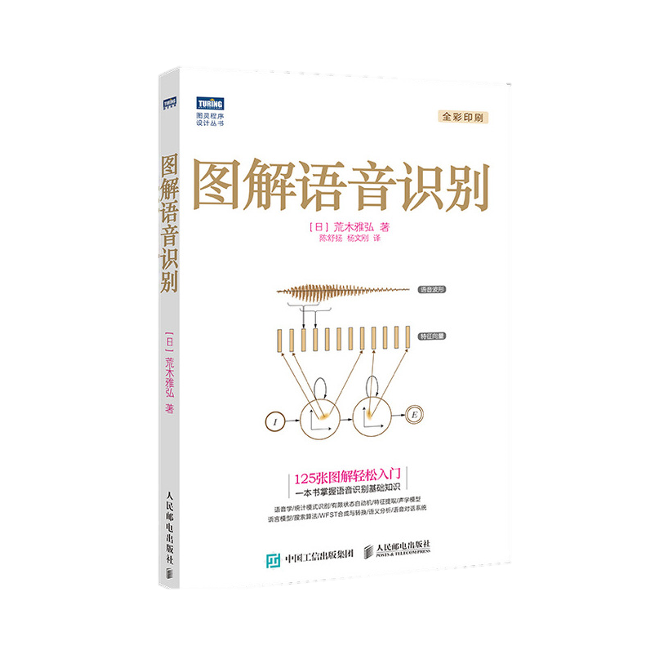 TURING
图灵程序
设计丛书
全彩印刷
图解语音识别
[日] 荒木雅弘 著
陈舒扬 杨文刚 译
语音波形
特征向量
I
E
125张图解轻松入门
一本书掌握语音识别基础知识
语音学/统计模式识别/有限状态自动机/特征提取/声学模型
语言模型/搜索算法/WFST合成与转换/语义分析/语音对话系统
中国工信出版集团
人民邮电出版社
POSTS & TELECOM PRESS
TURING
图解语音识别
[日] 荒木雅弘 著
人民邮电出版社